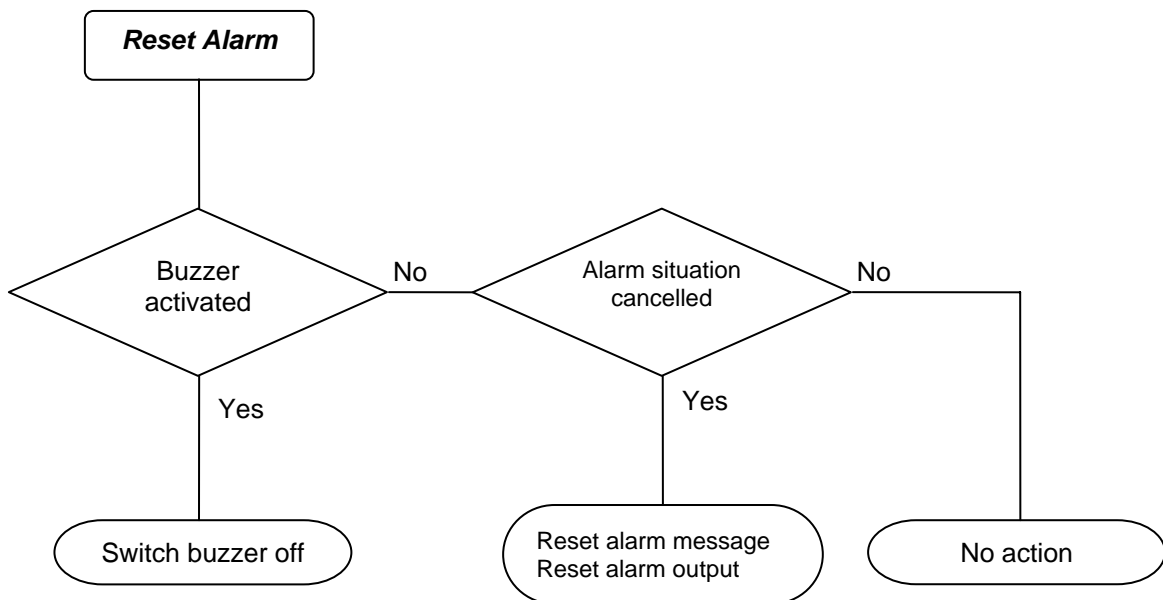 Reset Alarm
Buzzer
activated
No
Alarm situation
cancelled
No
Yes
Yes
Switch buzzer off
Reset alarm message
Reset alarm output
No action